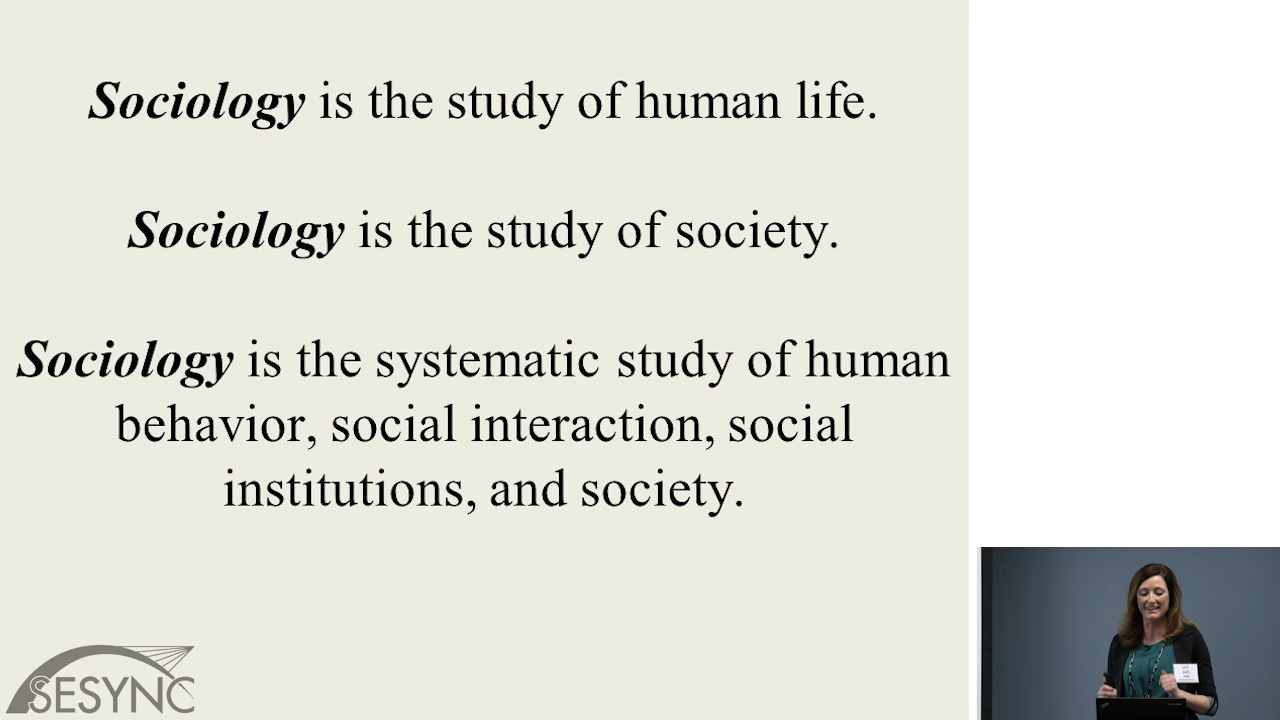 Sociology is the study of human life.
Sociology is the study of society.
Sociology is the systematic study of human
behavior, social interaction, social
institutions, and society.
SESYNC